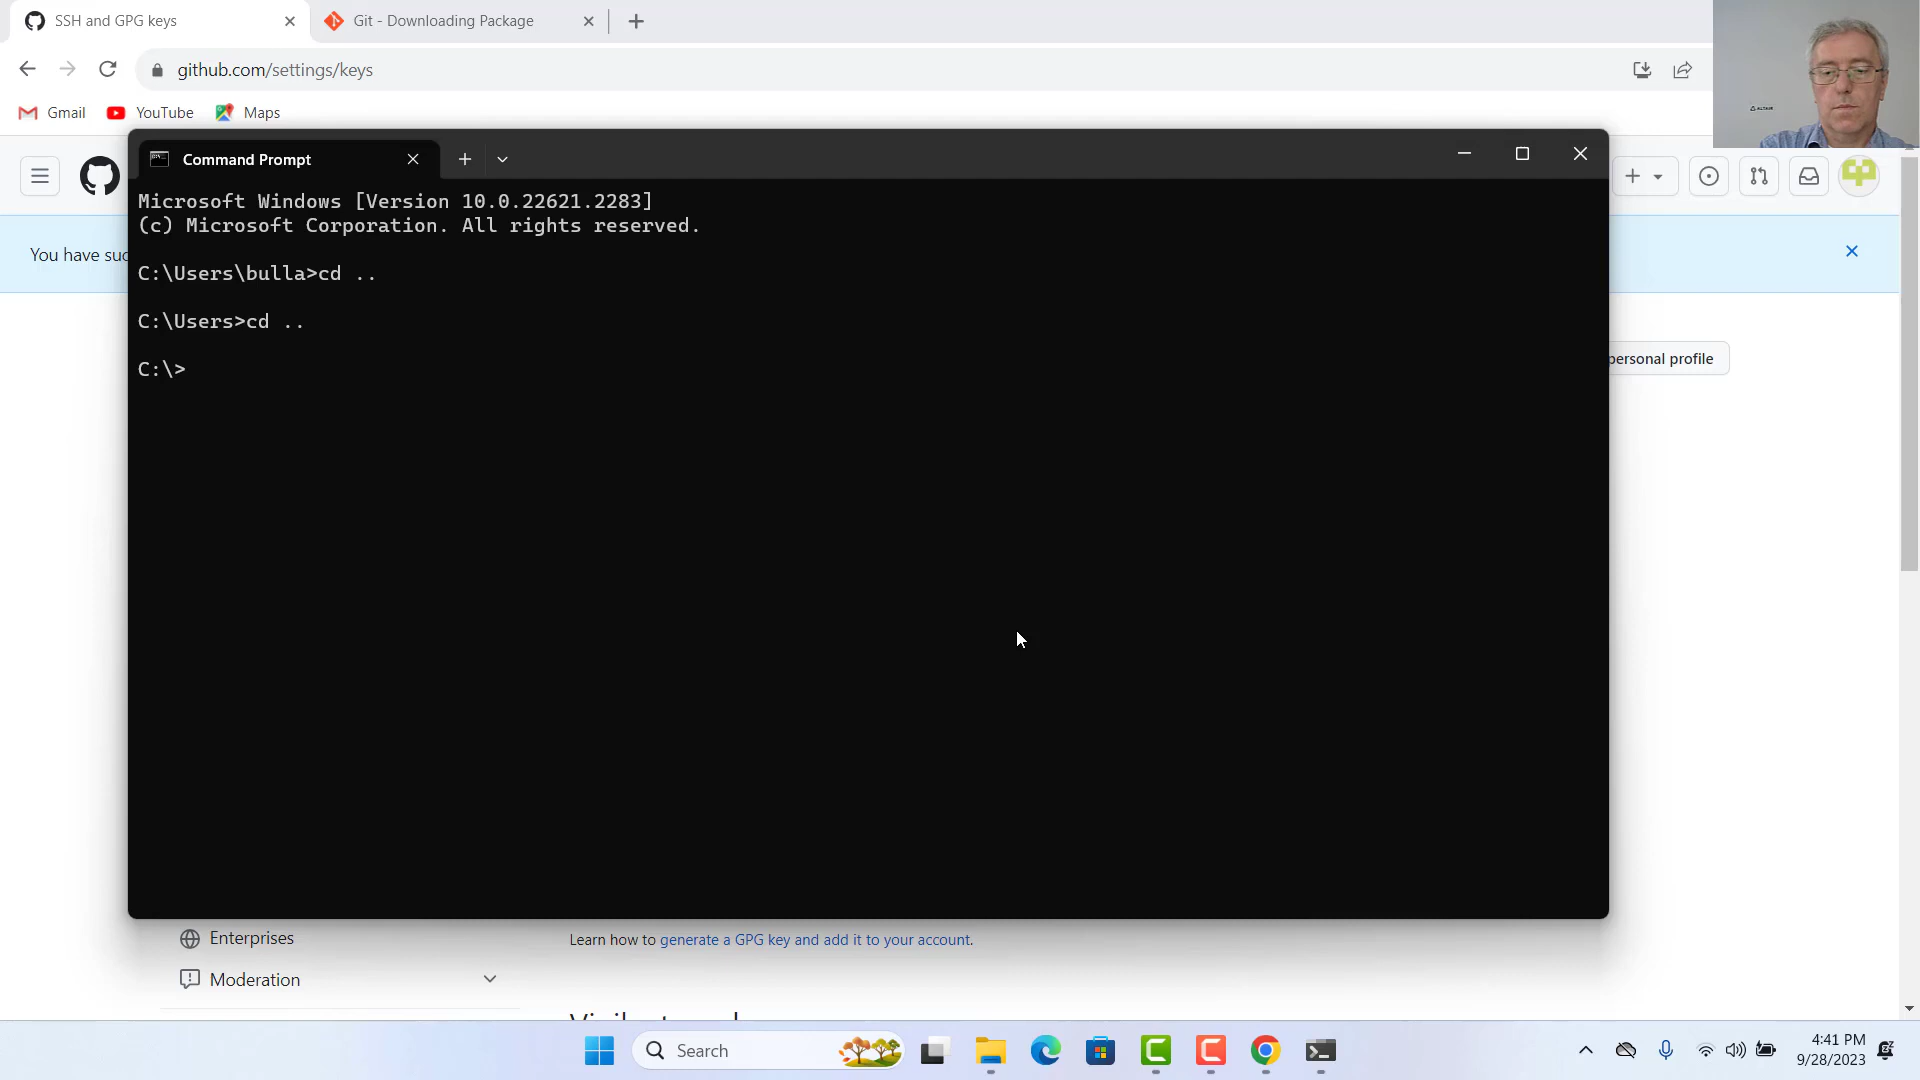 SSH and GPG keys
Git - Downloading Package
github.com/settings/keys
Gmail
YouTube
Maps
ALTAIR
Command Prompt
Microsoft Windows [Version 10.0.22621.2283]
(c) Microsoft Corporation. All rights reserved.
You have suc
C:\Users\bulla>cd ..
C:\Users>cd ..
personal profile
C:\>
Enterprises
Learn how to generate a GPG key and add it to your account.
Moderation
Search
4:41 PM
9/28/2023